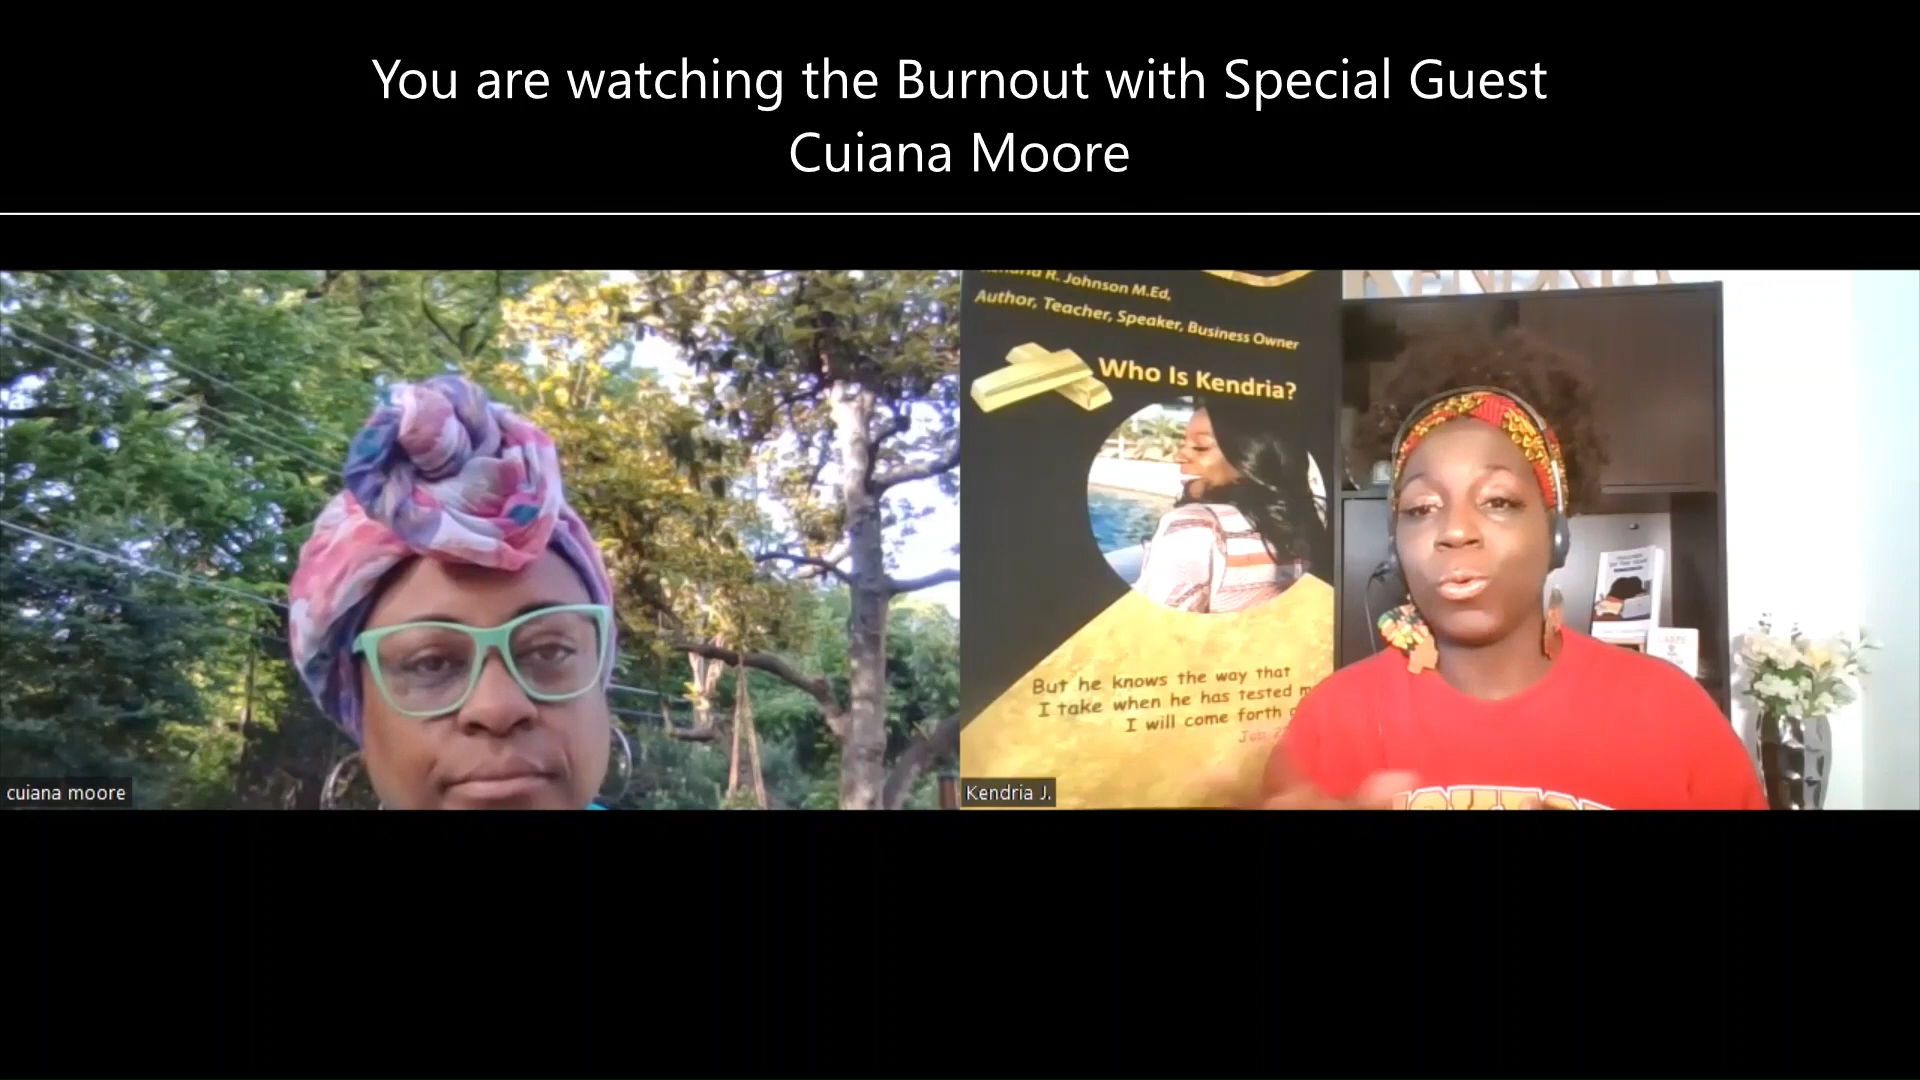 You are watching the Burnout with Special Guest
Cuiana Moore
R. Johnson M.Ed,
Author, Teacher, Speaker, Business Owner
Who Is Kendria?
But he knows the way that
I take when he has tested
I will come forth
cuiana moore
Kendria J.